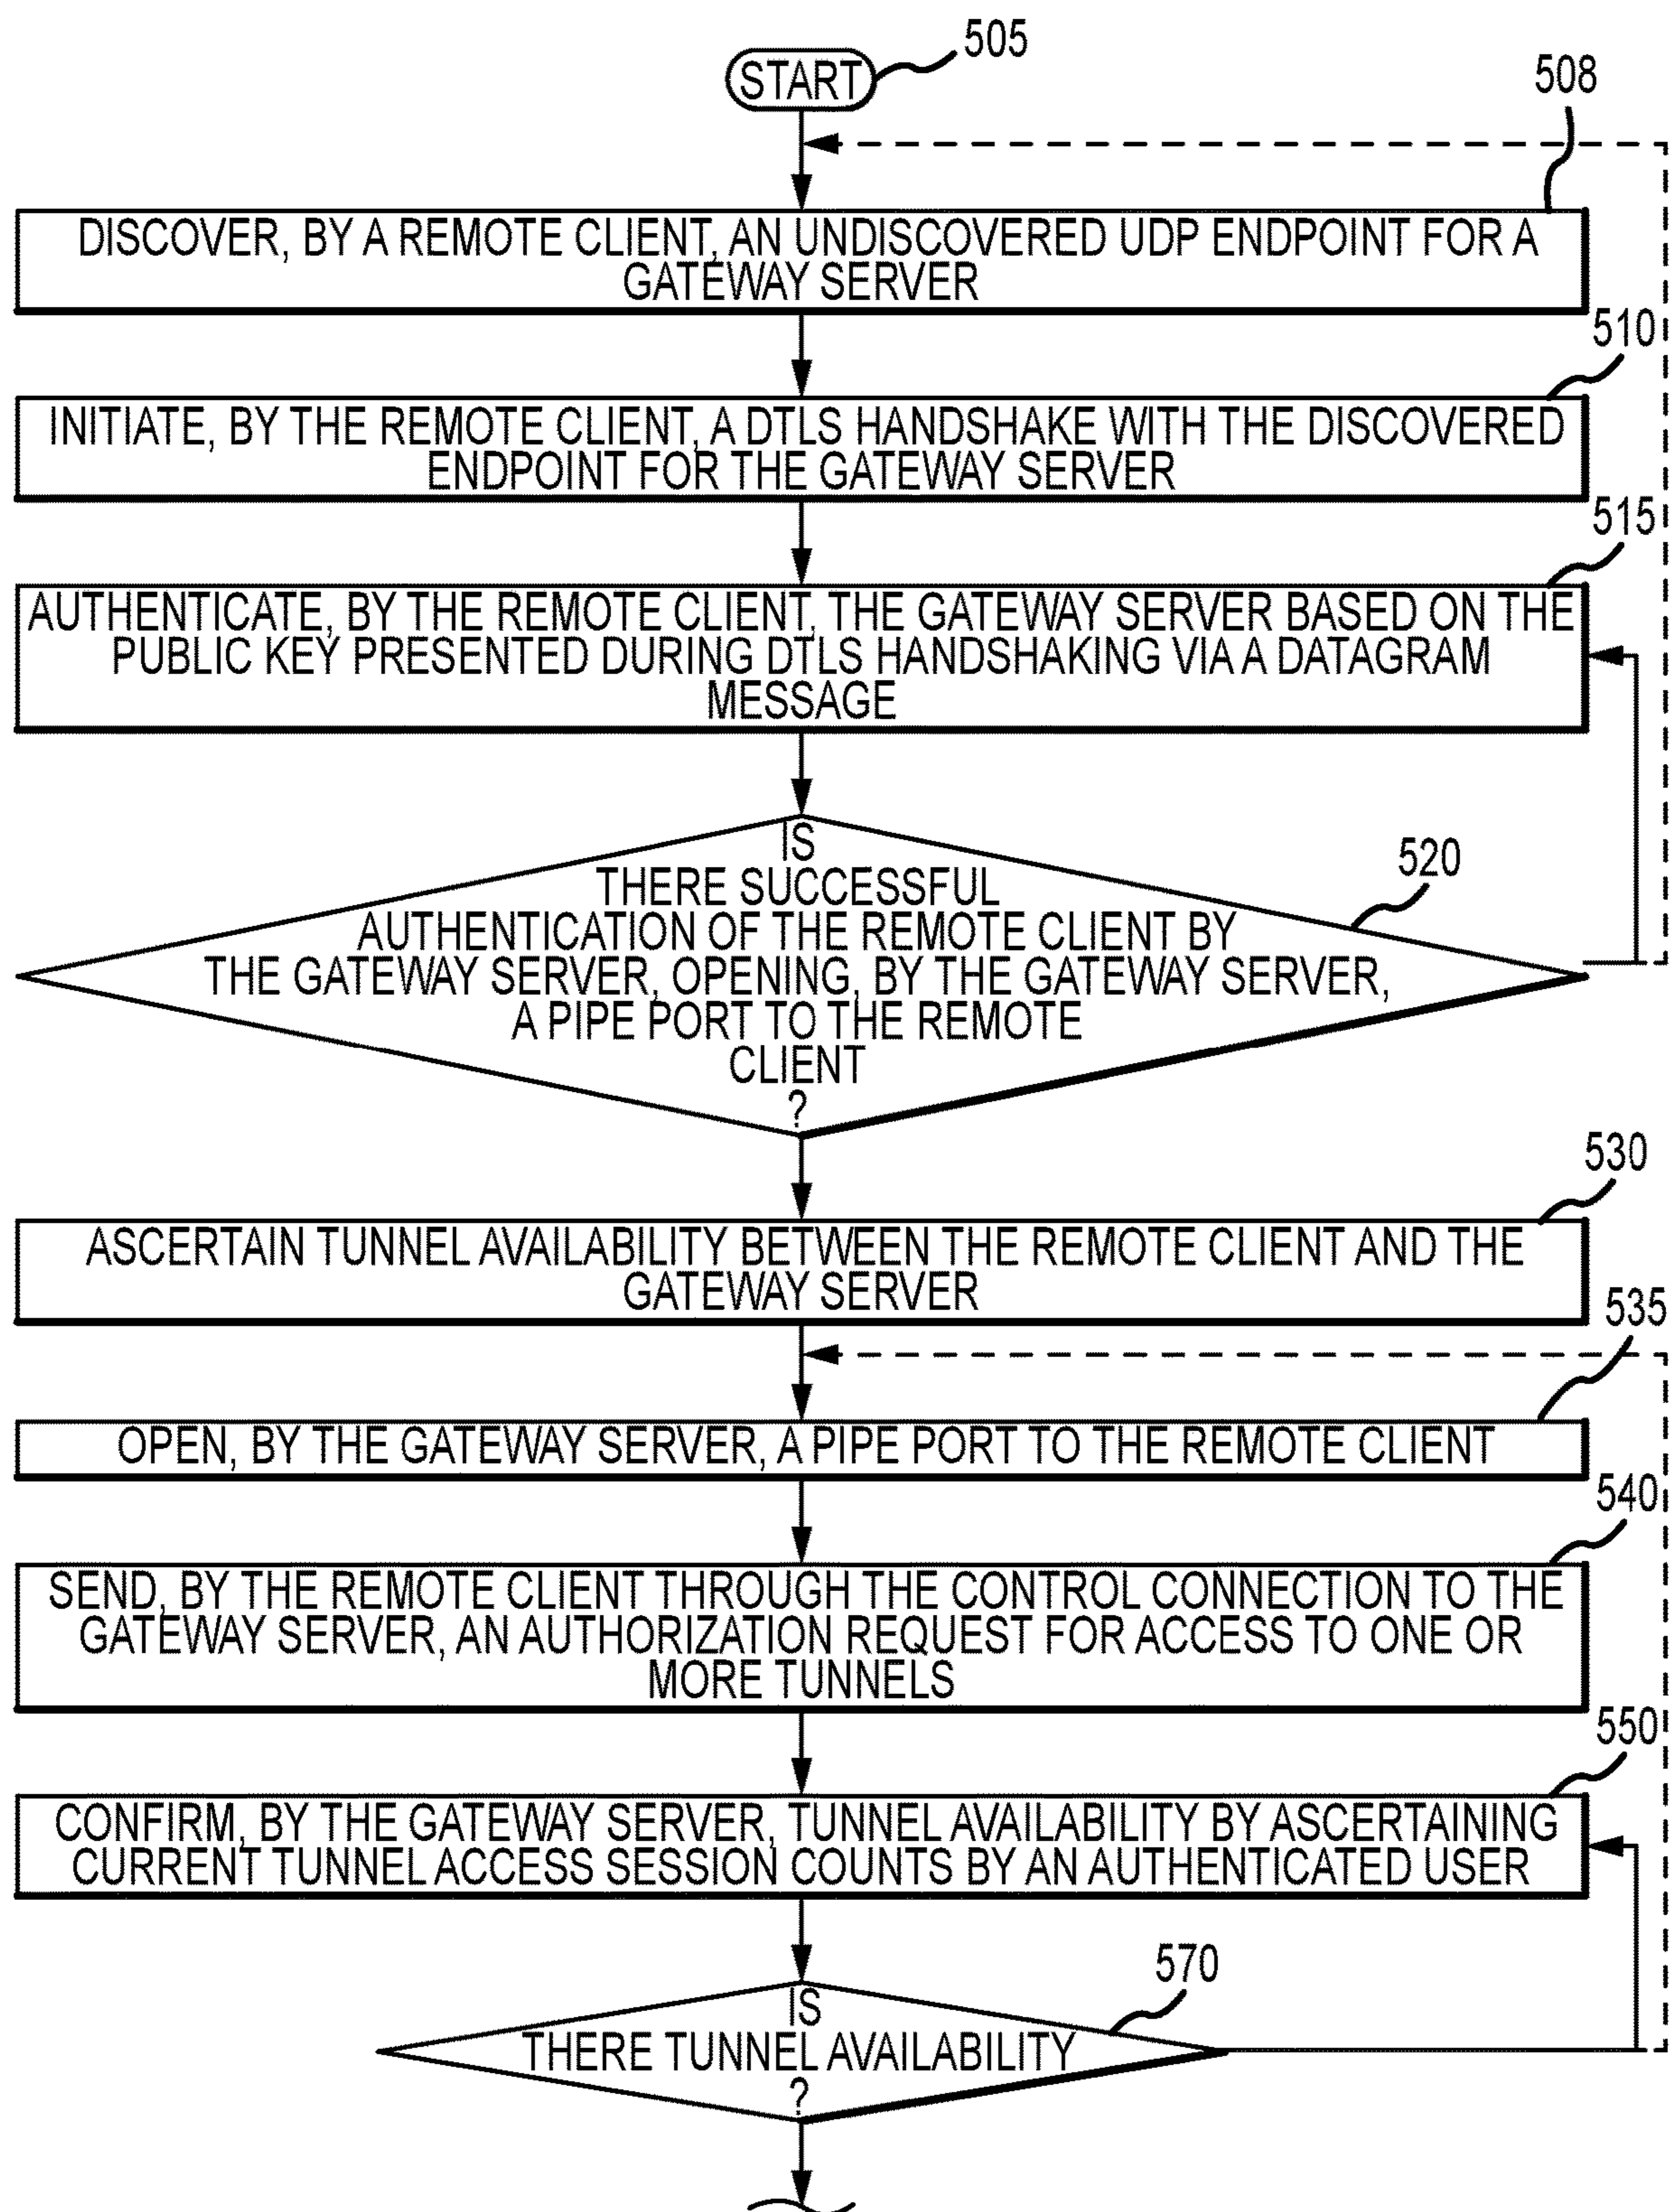 START
505
508
DISCOVER, BY A REMOTE CLIENT, AN UNDISCOVERED UDP ENDPOINT FOR A
GATEWAY SERVER
510
INITIATE, BY THE REMOTE CLIENT, A DTLS HANDSHAKE WITH THE DISCOVERED
ENDPOINT FOR THE GATEWAY SERVER
515
AUTHENTICATE, BY THE REMOTE CLIENT, THE GATEWAY SERVER BASED ON THE
PUBLIC KEY PRESENTED DURING DTLS HANDSHAKING VIA A DATAGRAM
MESSAGE
520
IS
THERE SUCCESSFUL
AUTHENTICATION OF THE REMOTE CLIENT BY
THE GATEWAY SERVER, OPENING, BY THE GATEWAY SERVER,
A PIPE PORT TO THE REMOTE
CLIENT
?
530
ASCERTAIN TUNNEL AVAILABILITY BETWEEN THE REMOTE CLIENT AND THE
GATEWAY SERVER
535
OPEN, BY THE GATEWAY SERVER, A PIPE PORT TO THE REMOTE CLIENT
540
SEND, BY THE REMOTE CLIENT THROUGH THE CONTROL CONNECTION TO THE
GATEWAY SERVER, AN AUTHORIZATION REQUEST FOR ACCESS TO ONE OR
MORE TUNNELS
550
CONFIRM, BY THE GATEWAY SERVER, TUNNEL AVAILABILITY BY ASCERTAINING
CURRENT TUNNEL ACCESS SESSION COUNTS BY AN AUTHENTICATED USER
570
IS
THERE TUNNEL AVAILABILITY
?